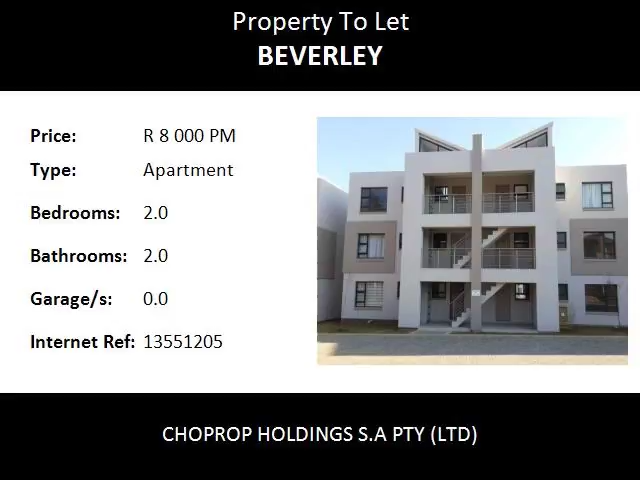 Property To Let
BEVERLEY
Price: R 8 000 PM
Type: Apartment
Bedrooms: 2.0
Bathrooms: 2.0
Garage/s: 0.0
Internet Ref: 13551205
CHOPROP HOLDINGS S.A PTY (LTD)